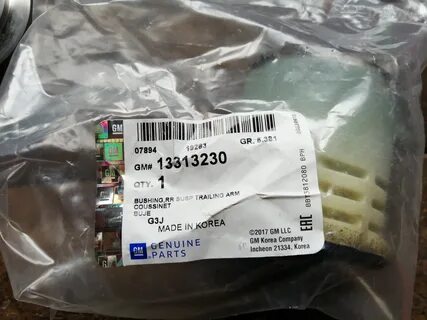 07894 19263 GR. 6.381
GM# 13313230
QTY. 1
BUSHING,RR SUSP TRAILING ARM
COUSSINET
BUJE
G3J
MADE IN KOREA
GM GENUINE
PARTS
©2017 GM LLC
GM Korea Company
Incheon 21334, Korea
EAC